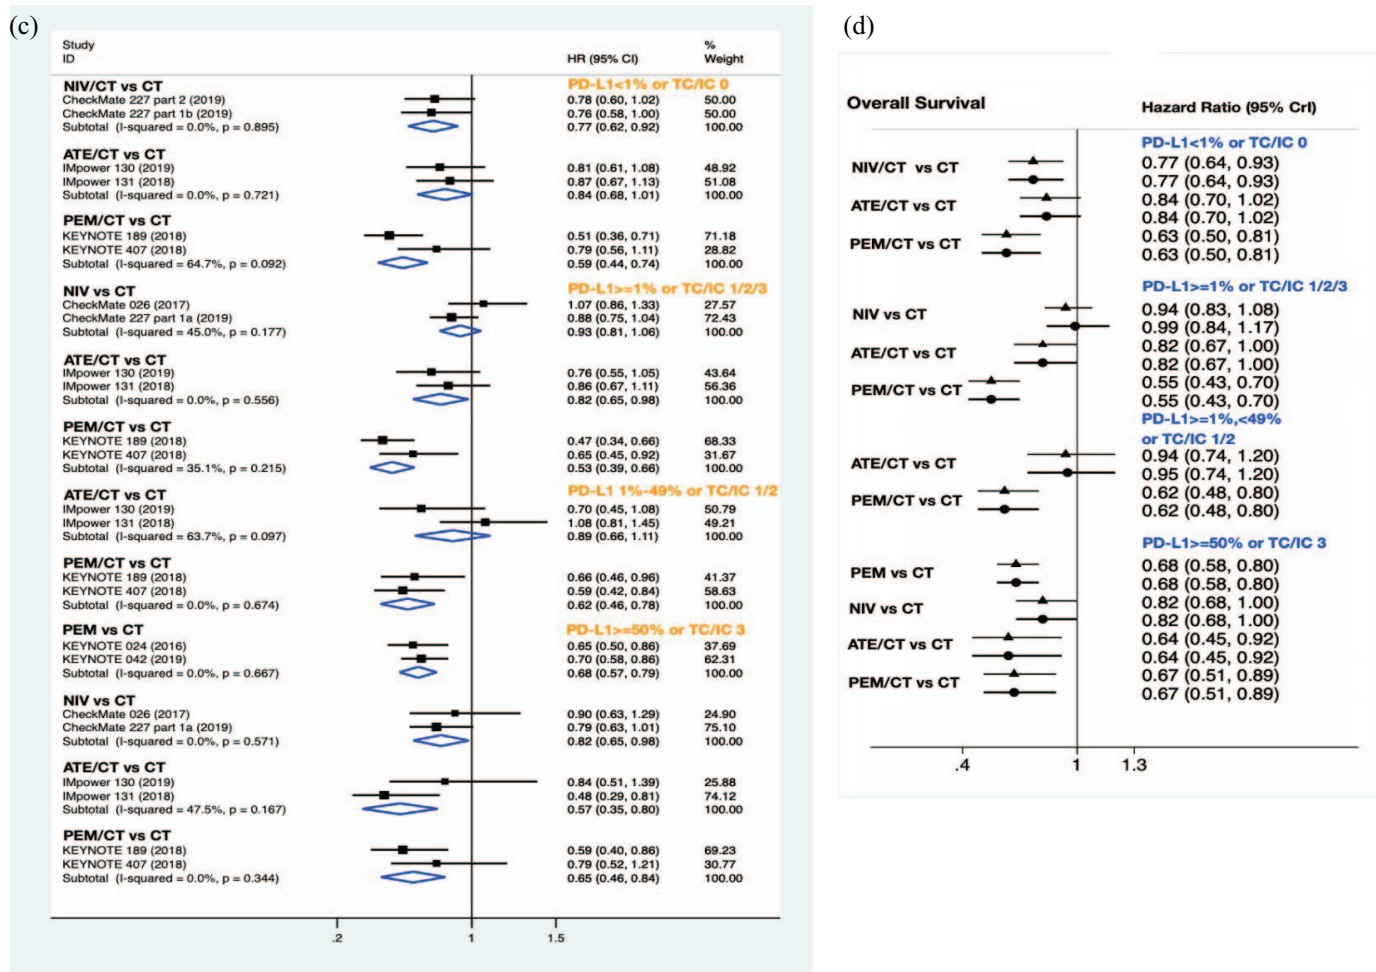 (c)
Study
ID HR (95% CI) % Weight
NIV/CT vs CT PD-L1<1% or TC/IC 0
CheckMate 227 part 2 (2019) 0.78 (0.60, 1.02) 50.00
CheckMate 227 part 1b (2019) 0.76 (0.58, 1.00) 50.00
Subtotal (I-squared = 0.0%, p = 0.895) 0.77 (0.62, 0.92) 100.00
ATE/CT vs CT
IMpower 130 (2019) 0.81 (0.61, 1.08) 48.92
IMpower 131 (2018) 0.87 (0.67, 1.13) 51.08
Subtotal (I-squared = 0.0%, p = 0.721) 0.84 (0.68, 1.01) 100.00
PEM/CT vs CT
KEYNOTE 189 (2018) 0.51 (0.36, 0.71) 71.18
KEYNOTE 407 (2018) 0.79 (0.56, 1.11) 28.82
Subtotal (I-squared = 64.7%, p = 0.092) 0.59 (0.44, 0.74) 100.00
NIV vs CT PD-L1>=1% or TC/IC 1/2/3
CheckMate 026 (2017) 1.07 (0.86, 1.33) 27.57
CheckMate 227 part 1a (2019) 0.88 (0.75, 1.04) 72.43
Subtotal (I-squared = 45.0%, p = 0.177) 0.93 (0.81, 1.06) 100.00
ATE/CT vs CT
IMpower 130 (2019) 0.76 (0.55, 1.05) 43.64
IMpower 131 (2018) 0.86 (0.67, 1.11) 56.36
Subtotal (I-squared = 0.0%, p = 0.556) 0.82 (0.65, 0.98) 100.00
PEM/CT vs CT
KEYNOTE 189 (2018) 0.47 (0.34, 0.66) 68.33
KEYNOTE 407 (2018) 0.65 (0.45, 0.92) 31.67
Subtotal (I-squared = 35.1%, p = 0.215) 0.53 (0.39, 0.66) 100.00
ATE/CT vs CT PD-L1 1%-49% or TC/IC 1/2
IMpower 130 (2019) 0.70 (0.45, 1.08) 50.79
IMpower 131 (2018) 1.08 (0.81, 1.45) 49.21
Subtotal (I-squared = 63.7%, p = 0.097) 0.89 (0.66, 1.11) 100.00
PEM/CT vs CT
KEYNOTE 189 (2018) 0.66 (0.46, 0.96) 41.37
KEYNOTE 407 (2018) 0.59 (0.42, 0.84) 58.63
Subtotal (I-squared = 0.0%, p = 0.674) 0.62 (0.46, 0.78) 100.00
PEM vs CT PD-L1>=50% or TC/IC 3
KEYNOTE 024 (2016) 0.65 (0.50, 0.86) 37.69
KEYNOTE 042 (2019) 0.70 (0.58, 0.86) 62.31
Subtotal (I-squared = 0.0%, p = 0.667) 0.68 (0.57, 0.79) 100.00
NIV vs CT
CheckMate 026 (2017) 0.90 (0.63, 1.29) 24.90
CheckMate 227 part 1a (2019) 0.79 (0.63, 1.01) 75.10
Subtotal (I-squared = 0.0%, p = 0.571) 0.82 (0.65, 0.98) 100.00
ATE/CT vs CT
IMpower 130 (2019) 0.84 (0.51, 1.39) 25.88
IMpower 131 (2018) 0.48 (0.29, 0.81) 74.12
Subtotal (I-squared = 47.5%, p = 0.167) 0.57 (0.35, 0.80) 100.00
PEM/CT vs CT
KEYNOTE 189 (2018) 0.59 (0.40, 0.86) 69.23
KEYNOTE 407 (2018) 0.79 (0.52, 1.21) 30.77
Subtotal (I-squared = 0.0%, p = 0.344) 0.65 (0.46, 0.84) 100.00
.2 1 1.5
(d)
Overall Survival Hazard Ratio (95% CrI)
PD-L1<1% or TC/IC 0
NIV/CT vs CT 0.77 (0.64, 0.93)
0.77 (0.64, 0.93)
ATE/CT vs CT 0.84 (0.70, 1.02)
0.84 (0.70, 1.02)
PEM/CT vs CT 0.63 (0.50, 0.81)
0.63 (0.50, 0.81)
PD-L1>=1% or TC/IC 1/2/3
NIV vs CT 0.94 (0.83, 1.08)
0.99 (0.84, 1.17)
ATE/CT vs CT 0.82 (0.67, 1.00)
0.82 (0.67, 1.00)
PEM/CT vs CT 0.55 (0.43, 0.70)
0.55 (0.43, 0.70)
PD-L1>=1%,<49%
or TC/IC 1/2
ATE/CT vs CT 0.94 (0.74, 1.20)
0.95 (0.74, 1.20)
PEM/CT vs CT 0.62 (0.48, 0.80)
0.62 (0.48, 0.80)
PD-L1>=50% or TC/IC 3
PEM vs CT 0.68 (0.58, 0.80)
0.68 (0.58, 0.80)
NIV vs CT 0.82 (0.68, 1.00)
0.82 (0.68, 1.00)
ATE/CT vs CT 0.64 (0.45, 0.92)
0.64 (0.45, 0.92)
PEM/CT vs CT 0.67 (0.51, 0.89)
0.67 (0.51, 0.89)
.4 1 1.3